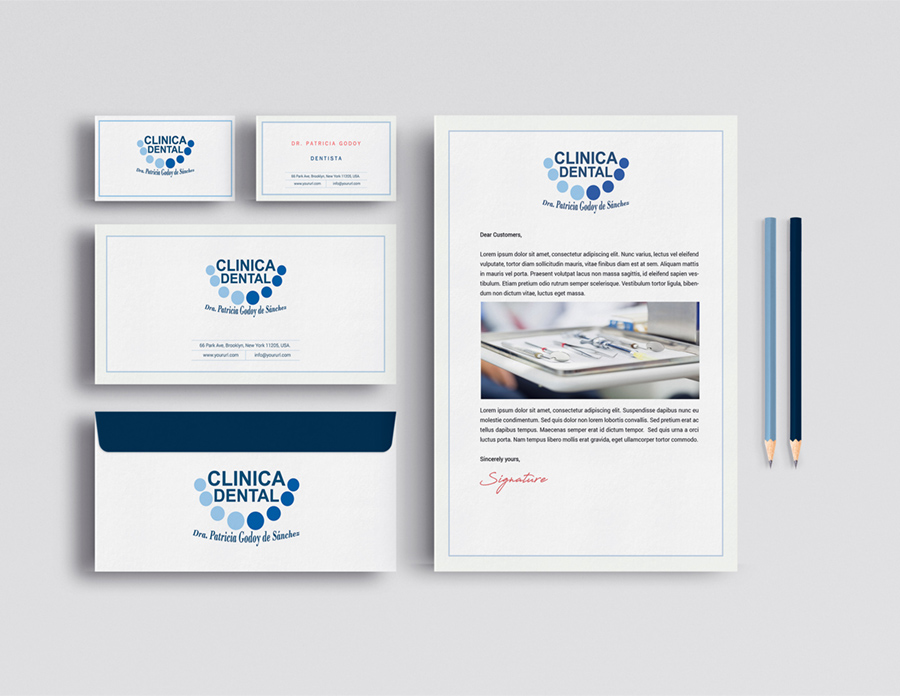 CLINICA
DENTAL
Dra. Patricia Godoy de Sánchez
DR. PATRICIA GODOY
DENTISTA
66 Park Ave, Brooklyn, New York 11205, USA.
www.yoururl.com info@yoururl.com
CLINICA
DENTAL
Dra. Patricia Godoy de Sánchez
66 Park Ave, Brooklyn, New York 11205, USA.
www.yoururl.com info@yoururl.com
CLINICA
DENTAL
Dra. Patricia Godoy de Sánchez
CLINICA
DENTAL
Dra. Patricia Godoy de Sánchez
Dear Customers,
Lorem ipsum dolor sit amet, consectetur adipiscing elit. Nunc varius, lectus vel eleifend
vulputate, tortor diam sollicitudin mauris, vitae finibus diam est at sem. Aliquam mattis
in mauris vel porta. Praesent volutpat lacus non massa sagittis, id eleifend sapien ves-
tibulum. Etiam pretium odio rutrum semper scelerisque. Vestibulum tortor ligula, biben-
dum non dictum vitae, luctus eget massa.
Lorem ipsum dolor sit amet, consectetur adipiscing elit. Suspendisse dapibus nunc eu
molestie condimentum. Sed quis dolor non lorem lobortis convallis. Sed pretium erat ac
tellus dapibus tempus. Maecenas semper erat id dictum tempor. Sed quis urna a orci
luctus porta. Nam tempus libero mollis erat gravida, eget ullamcorper tortor commodo.
Sincerely yours,
Signature